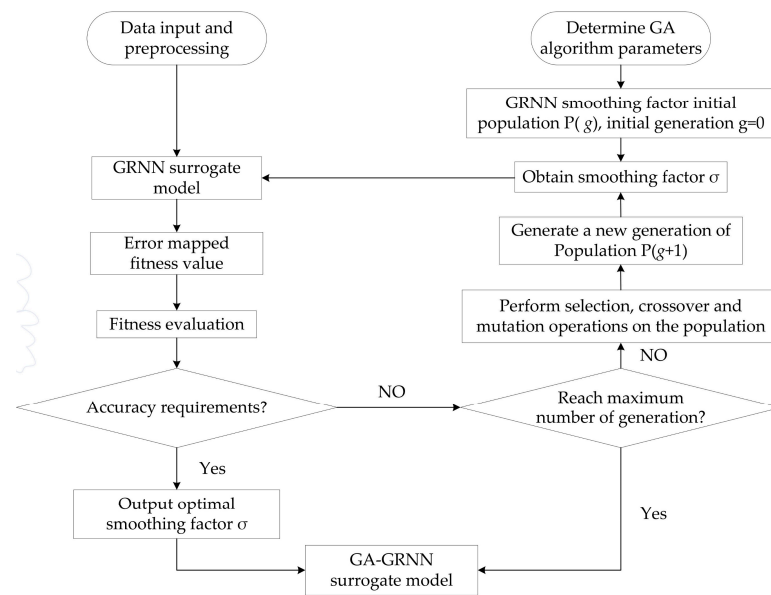 Data input and
preprocessing
Determine GA
algorithm parameters
GRNN smoothing factor initial
population P( g), initial generation g=0
GRNN surrogate
model
Obtain smoothing factor σ
Error mapped
fitness value
Generate a new generation of
Population P(g+1)
Fitness evaluation
Perform selection, crossover and
mutation operations on the population
NO
Accuracy requirements?
NO
Reach maximum
number of generation?
Yes
Yes
Output optimal
smoothing factor σ
GA-GRNN
surrogate model